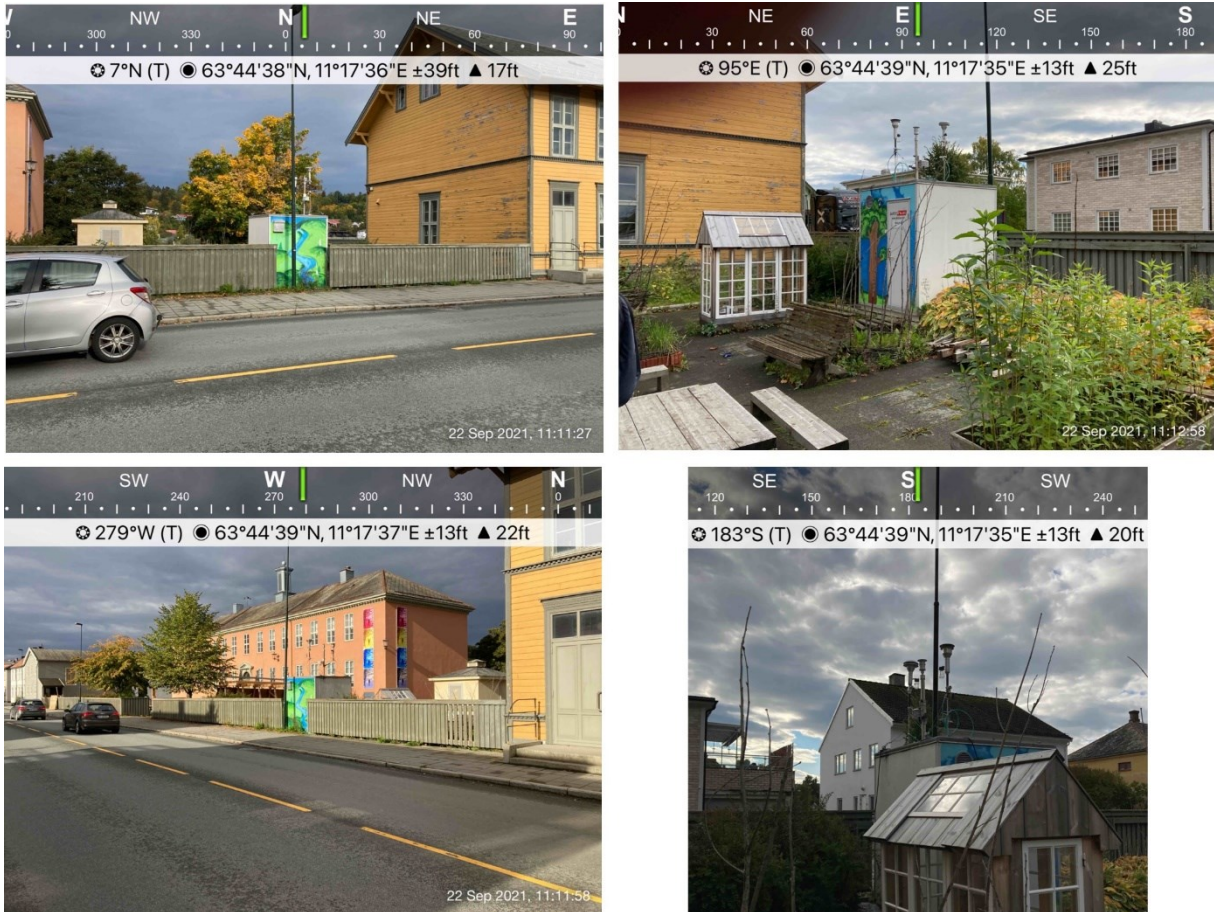 W NW N NE E
300 330 0 30 60 90
7°N (T) 63°44'38"N, 11°17'36"E ±39ft ▲ 17ft
22 Sep 2021, 11:11:27
N NE E SE S
30 60 90 120 150 180
95°E (T) 63°44'39"N, 11°17'35"E ±13ft ▲ 25ft
22 Sep 2021, 11:12:58
SW W NW N
210 240 300 330 0
279°W (T) 63°44'39"N, 11°17'37"E ±13ft ▲ 22ft
22 Sep 2021, 11:11:58
SE S SW
120 150 180 210 240
183°S (T) 63°44'39"N, 11°17'35"E ±13ft ▲ 20ft